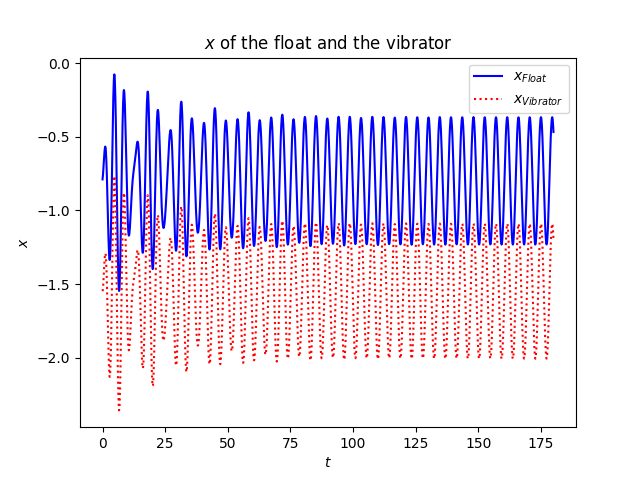 x of the float and the vibrator
x_Float
x_Vibrator
0.0
−0.5
−1.0
−1.5
−2.0
x
0 25 50 75 100 125 150 175
t